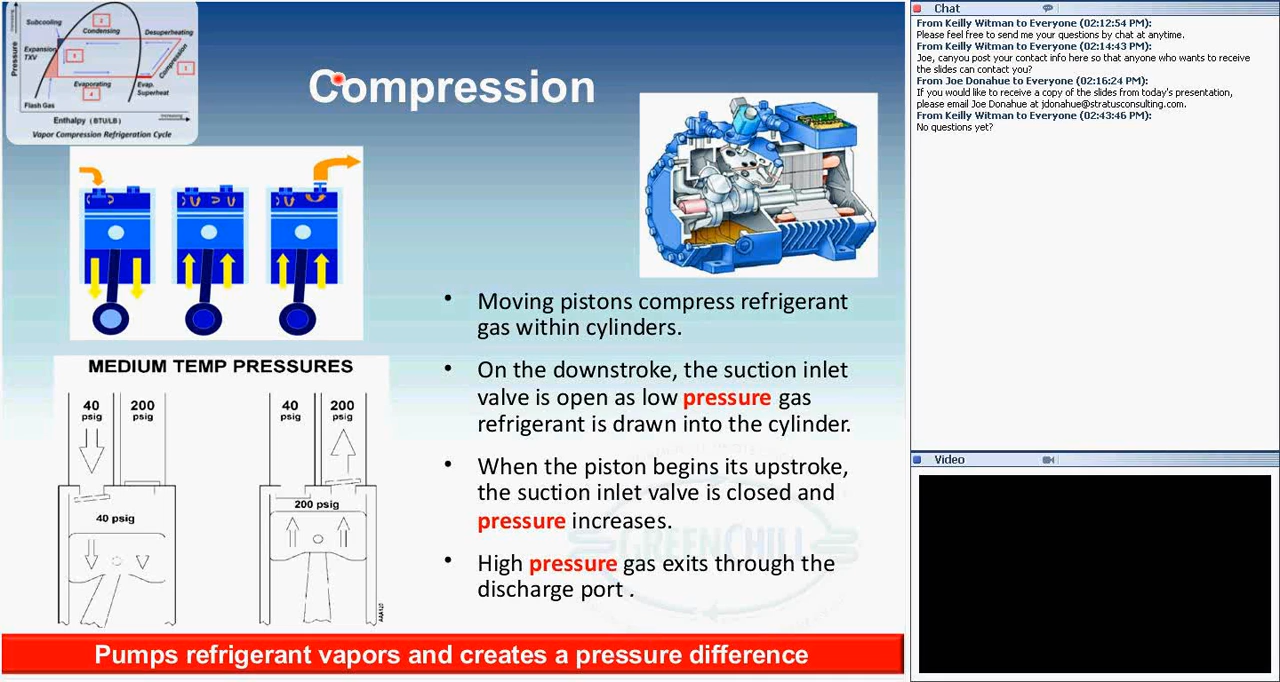 Pressure
Increasing
Subcooling
2
Condensing
Desuperheating
Expansion
TXV
3
Compression
1
Evaporating
4
Evap.
Superheat
Flash Gas
Enthalpy ( BTU/LB )
Increasing
Vapor Compression Refrigeration Cycle
Compression
MEDIUM TEMP PRESSURES
40
psig
200
psig
40
psig
200
psig
40 psig
200 psig
• Moving pistons compress refrigerant
gas within cylinders.
• On the downstroke, the suction inlet
valve is open as low pressure gas
refrigerant is drawn into the cylinder.
• When the piston begins its upstroke,
the suction inlet valve is closed and
pressure increases.
• High pressure gas exits through the
discharge port .
GREENCHILL
Pumps refrigerant vapors and creates a pressure difference
Chat
From Keilly Witman to Everyone (02:12:54 PM):
Please feel free to send me your questions by chat at anytime.
From Keilly Witman to Everyone (02:14:43 PM):
Joe, canyou post your contact info here so that anyone who wants to receive
the slides can contact you?
From Joe Donahue to Everyone (02:16:24 PM):
If you would like to receive a copy of the slides from today's presentation,
please email Joe Donahue at jdonahue@stratusconsulting.com.
From Keilly Witman to Everyone (02:43:46 PM):
No questions yet?
Video